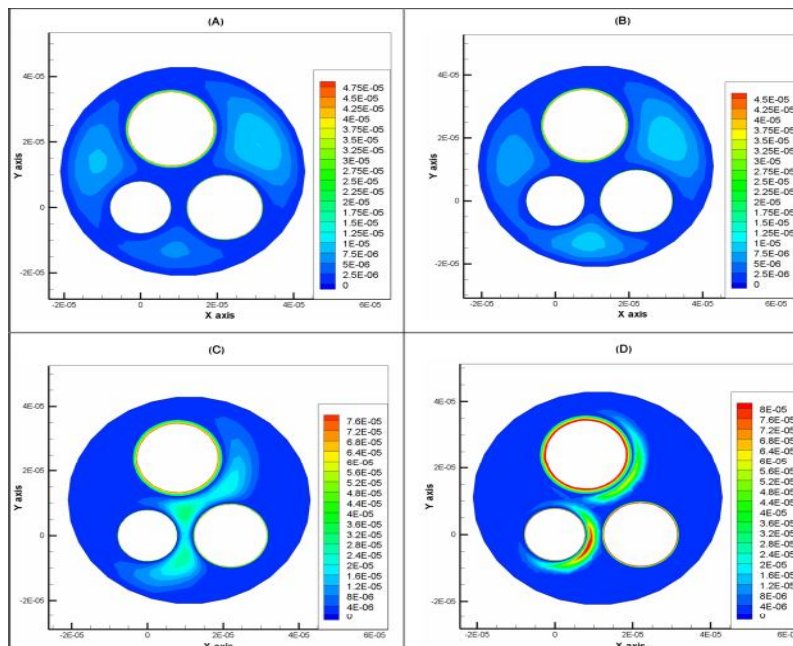 (A)
Y axis
4E-05
2E-05
0
-2E-05
-2E-05
0
2E-05
4E-05
6E-05
X axis
4.75E-05
4.5E-05
4.25E-05
4E-05
3.75E-05
3.5E-05
3.25E-05
3E-05
2.75E-05
2.5E-05
2.25E-05
2E-05
1.75E-05
1.5E-05
1.25E-05
1E-05
7.5E-06
5E-06
2.5E-06
0
(B)
Y axis
4E-05
2E-05
0
-2E-05
-2E-05
0
2E-05
4E-05
6E-05
X axis
4.5E-05
4.25E-05
4E-05
3.75E-05
3.5E-05
3.25E-05
3E-05
2.75E-05
2.5E-05
2.25E-05
2E-05
1.75E-05
1.5E-05
1.25E-05
1E-05
7.5E-06
5E-06
2.5E-06
0
(C)
Y axis
4E-05
2E-05
0
-2E-05
-2E-05
0
2E-05
4E-05
6E-05
X axis
7.6E-05
7.2E-05
6.8E-05
6.4E-05
6E-05
5.6E-05
5.2E-05
4.8E-05
4.4E-05
4E-05
3.6E-05
3.2E-05
2.8E-05
2.4E-05
2E-05
1.6E-05
1.2E-05
8E-06
4E-06
0
(D)
Y axis
4E-05
2E-05
0
-2E-05
-2E-05
0
2E-05
4E-05
6E-05
X axis
8E-05
7.6E-05
7.2E-05
6.8E-05
6.4E-05
6E-05
5.6E-05
5.2E-05
4.8E-05
4.4E-05
4E-05
3.6E-05
3.2E-05
2.8E-05
2.4E-05
2E-05
1.6E-05
1.2E-05
8E-06
4E-06
0